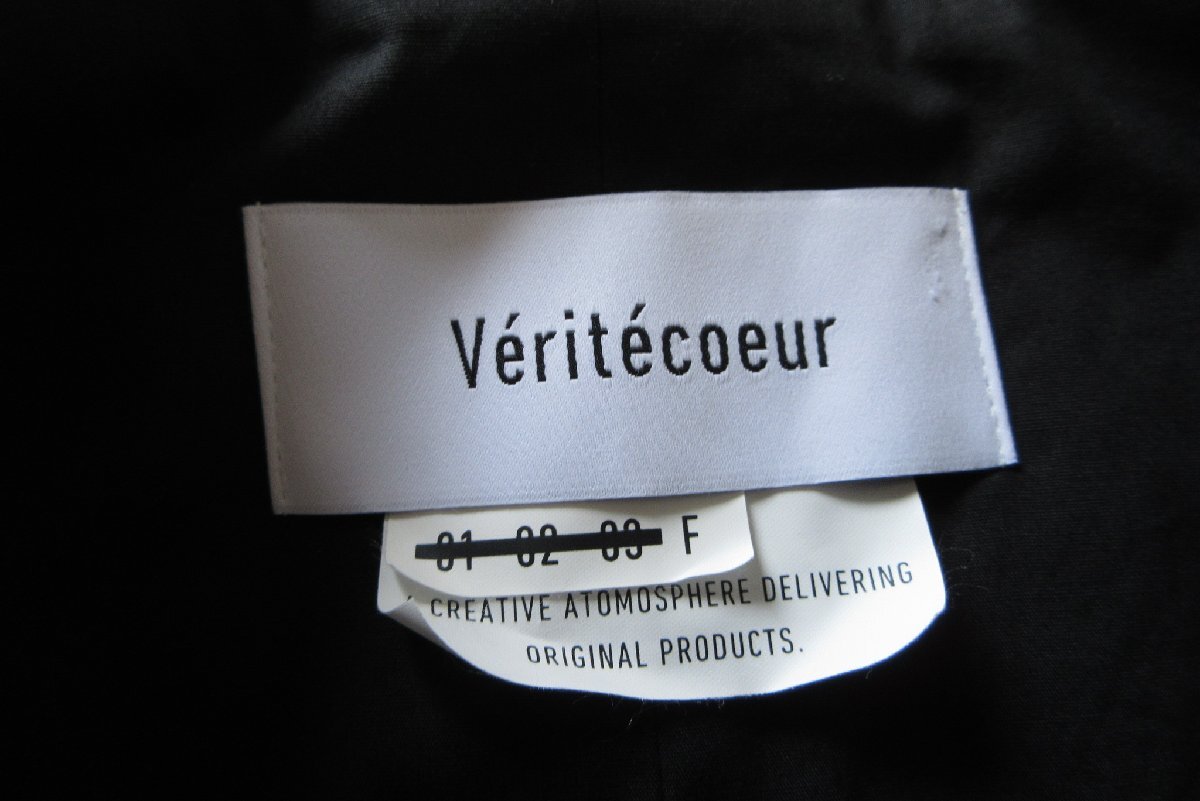 Véritécoeur
01 02 03 F
CREATIVE ATOMOSPHERE DELIVERING
ORIGINAL PRODUCTS.